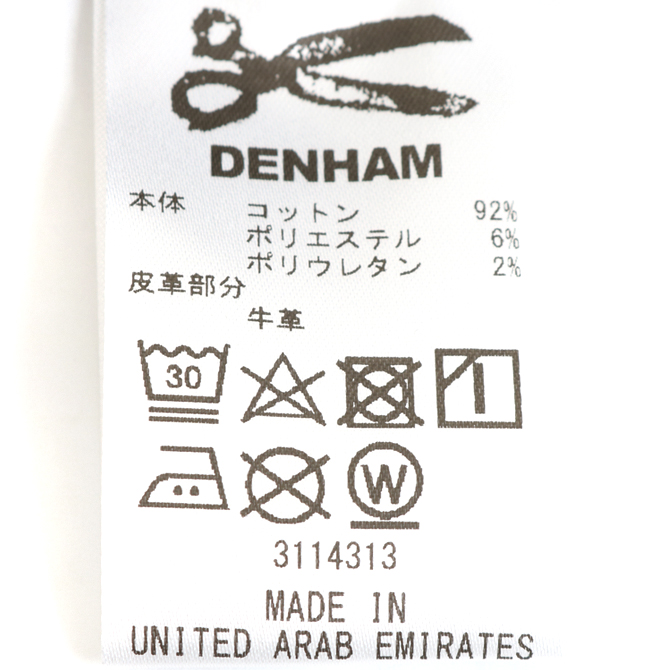 DENHAM
本体 コットン 92%
ポリエステル 6%
ポリウレタン 2%
皮革部分
牛革
30
W
3114313
MADE IN
UNITED ARAB EMIRATES